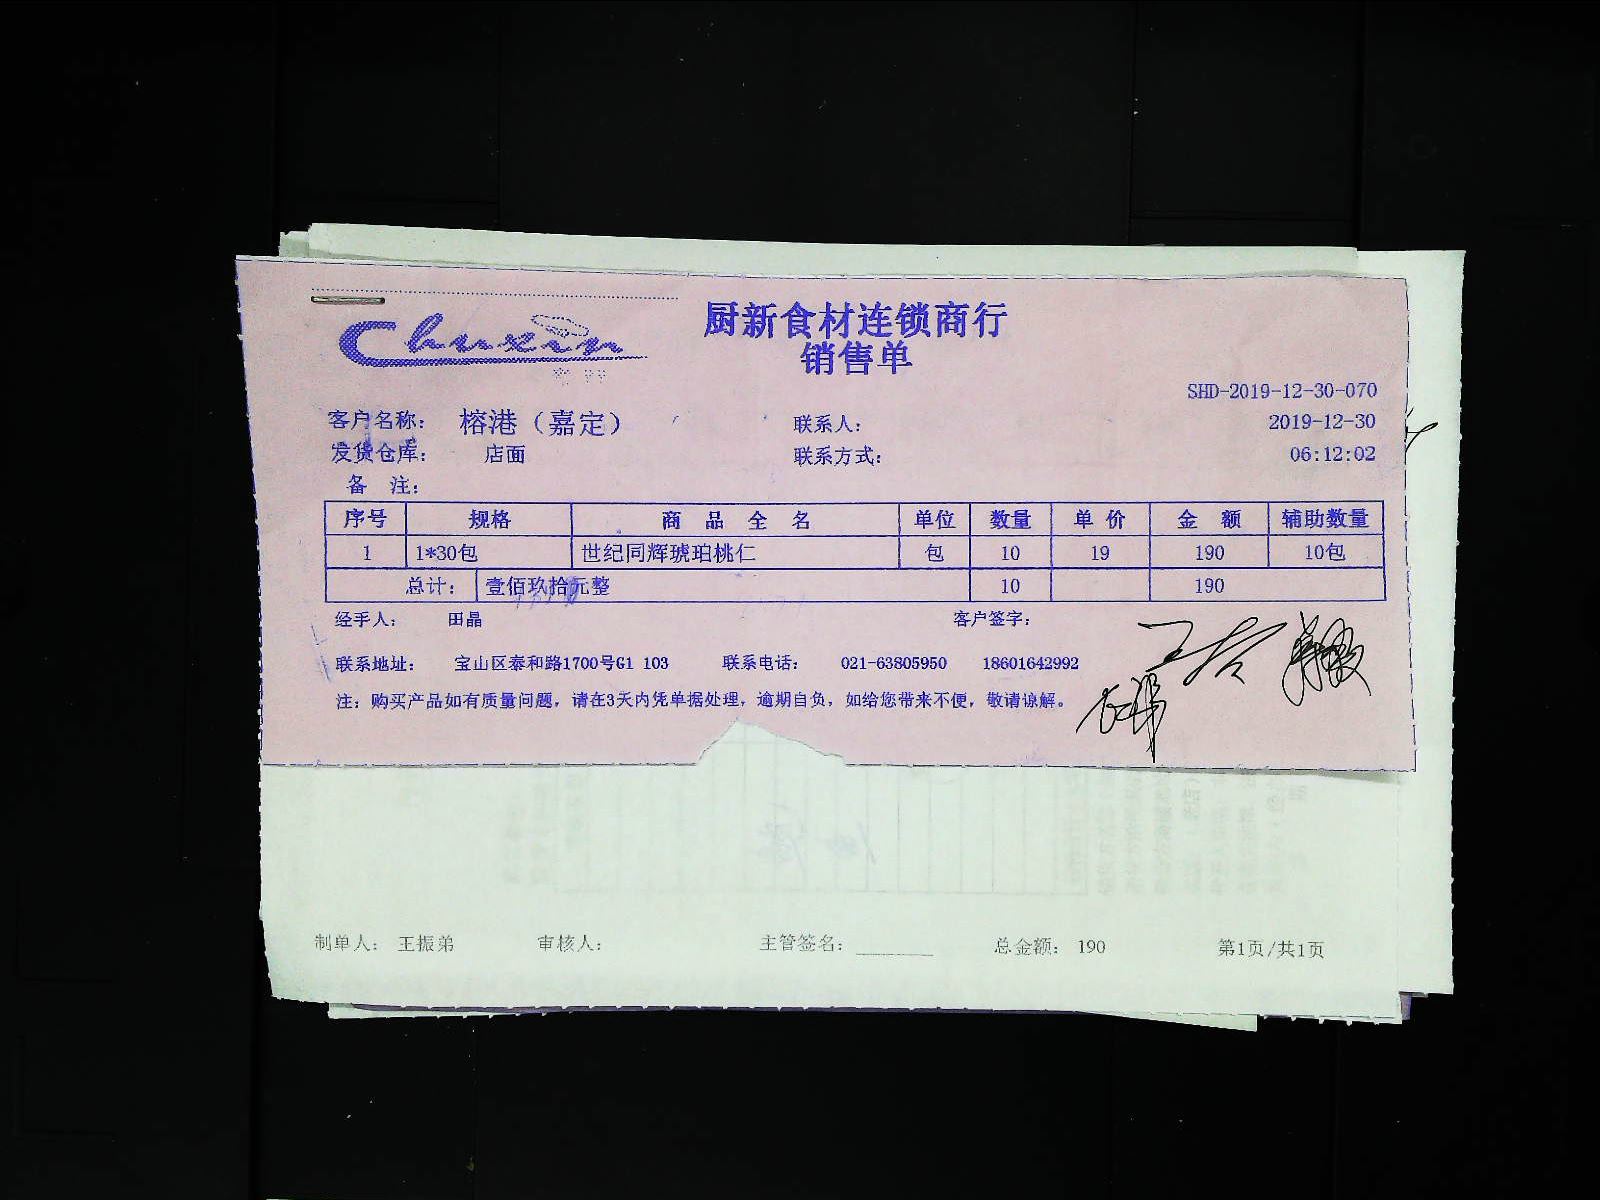 Chuxin
厨新食材连锁商行
销售单
SHD-2019-12-30-070
客户名称: 榕港（嘉定） 联系人: 2019-12-30
发货仓库: 店面 联系方式: 06:12:02
备 注:
序号 规格 商 品 全 名 单位 数量 单 价 金 额 辅助数量
1 1*30包 世纪同辉琥珀桃仁 包 10 19 190 10包
总计: 壹佰玖拾元整 10 190
经手人: 田晶 客户签字:
联系地址: 宝山区泰和路1700号G1 103 联系电话: 021-63805950 18601642992
注: 购买产品如有质量问题，请在3天内凭单据处理，逾期自负，如给您带来不便，敬请谅解。
制单人: 王振弟 审核人: 主管签名: 总金额: 190 第1页/共1页